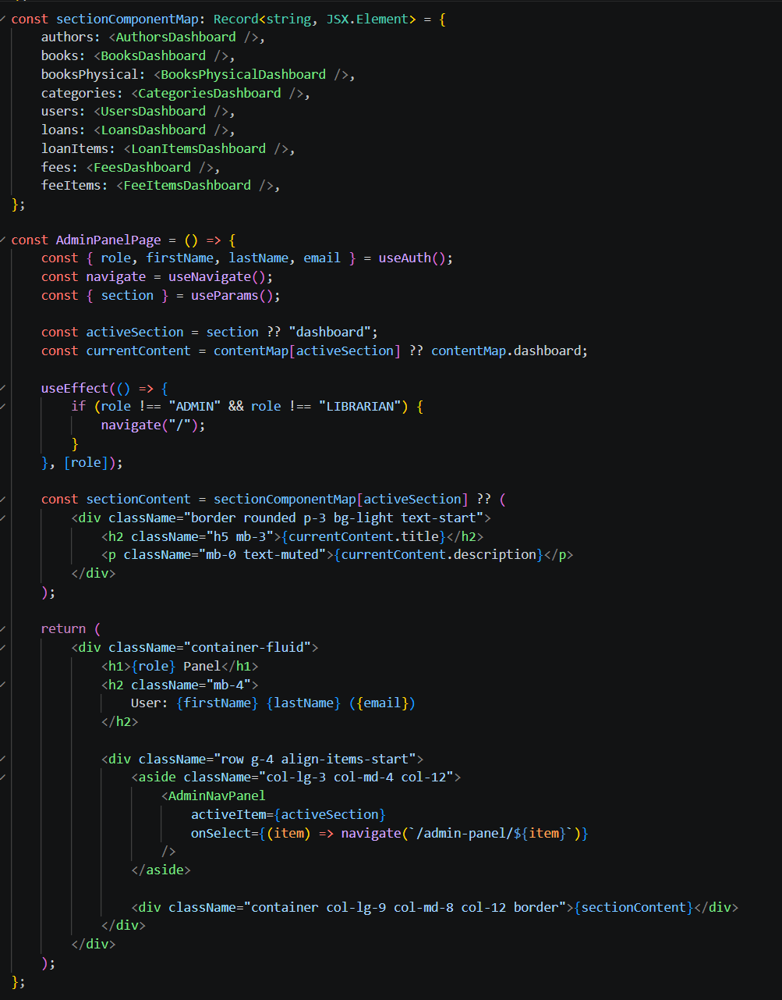 const sectionComponentMap: Record<string, JSX.Element> = {
    authors: <AuthorsDashboard />,
    books: <BooksDashboard />,
    booksPhysical: <BooksPhysicalDashboard />,
    categories: <CategoriesDashboard />,
    users: <UsersDashboard />,
    loans: <LoansDashboard />,
    loanItems: <LoanItemsDashboard />,
    fees: <FeesDashboard />,
    feeItems: <FeeItemsDashboard />,
};

const AdminPanelPage = () => {
    const { role, firstName, lastName, email } = useAuth();
    const navigate = useNavigate();
    const { section } = useParams();

    const activeSection = section ?? "dashboard";
    const currentContent = contentMap[activeSection] ?? contentMap.dashboard;

    useEffect(() => {
        if (role !== "ADMIN" && role !== "LIBRARIAN") {
            navigate("/");
        }
    }, [role]);

    const sectionContent = sectionComponentMap[activeSection] ?? (
        <div className="border rounded p-3 bg-light text-start">
            <h2 className="h5 mb-3">{currentContent.title}</h2>
            <p className="mb-0 text-muted">{currentContent.description}</p>
        </div>
    );

    return (
        <div className="container-fluid">
            <h1>{role} Panel</h1>
            <h2 className="mb-4">
                User: {firstName} {lastName} ({email})
            </h2>

            <div className="row g-4 align-items-start">
                <aside className="col-lg-3 col-md-4 col-12">
                    <AdminNavPanel
                        activeItem={activeSection}
                        onSelect={(item) => navigate(`/admin-panel/${item}`)}
                    />
                </aside>

                <div className="container col-lg-9 col-md-8 col-12 border">{sectionContent}</div>
            </div>
        </div>
    );
};